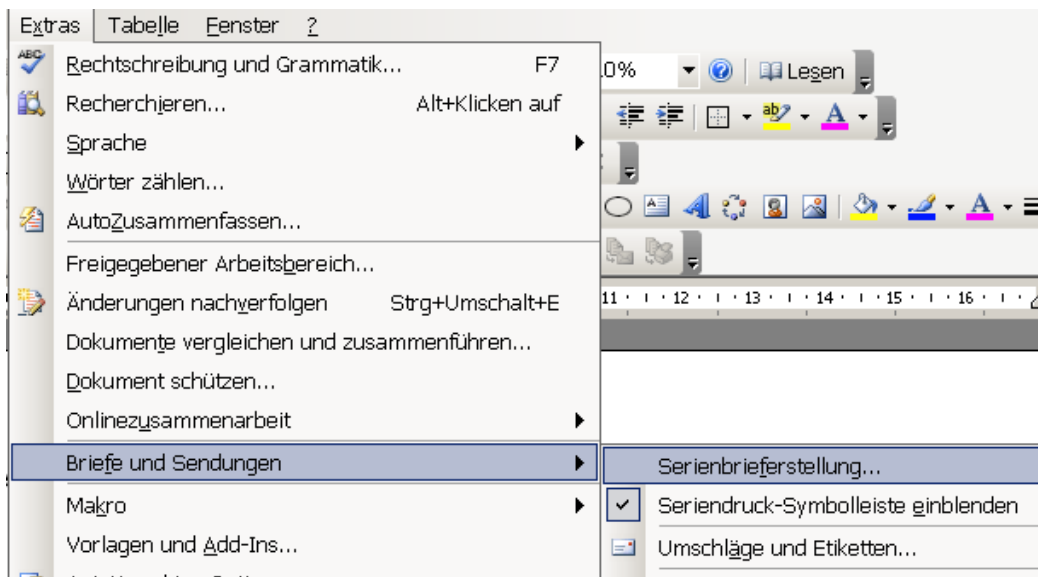 Extras Tabelle Fenster ?
Rechtschreibung und Grammatik... F7
0% Lesen
Recherchieren... Alt+Klicken auf
Sprache
Wörter zählen...
AutoZusammenfassen...
Freigegebener Arbeitsbereich...
Änderungen nachverfolgen Strg+Umschalt+E
11 12 13 14 15 16
Dokumente vergleichen und zusammenführen...
Dokument schützen...
Onlinezusammenarbeit
Briefe und Sendungen
Serienbrieferstellung...
Makro
Seriendruck-Symbolleiste einblenden
Vorlagen und Add-Ins...
Umschläge und Etiketten...